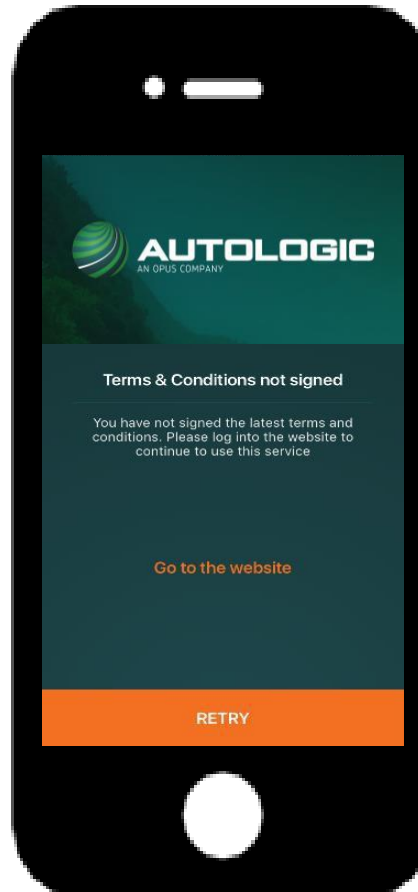 AUTOLOGIC
AN OPUS COMPANY
Terms & Conditions not signed
You have not signed the latest terms and
conditions. Please log into the website to
continue to use this service
Go to the website
RETRY